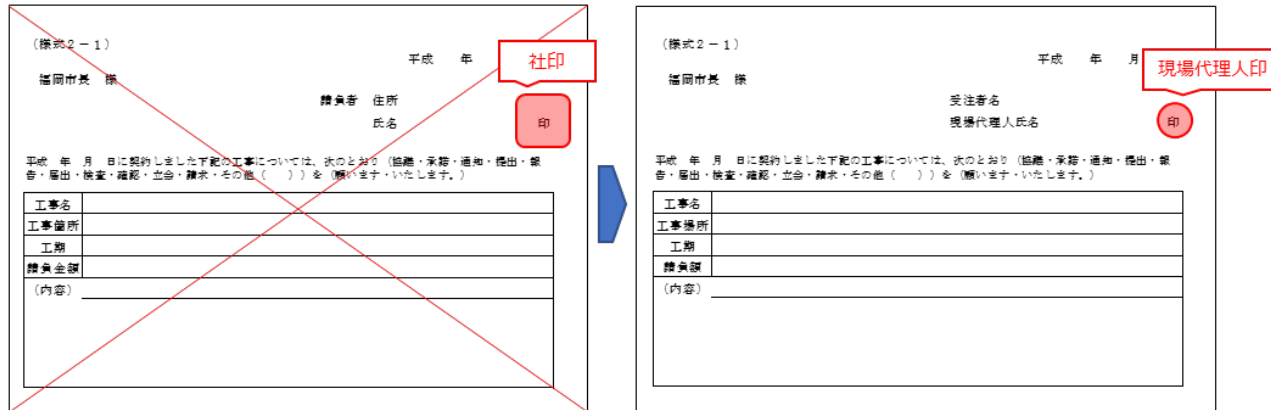 （様式２－１）
平成　年
社印
福岡市長　様
請負者　住所
氏名
印
平成　年　月　日に契約しました下記の工事については、次のとおり（協議・承諾・通知・提出・報
告・届出・検査・確認・立会・請求・その他（　　））を（願います・いたします。）
工事名
工事箇所
工期
請負金額
（内容）
（様式２－１）
平成　年　月
現場代理人印
福岡市長　様
受注者名
現場代理人氏名
印
平成　年　月　日に契約しました下記の工事については、次のとおり（協議・承諾・通知・提出・報
告・届出・検査・確認・立会・請求・その他（　　））を（願います・いたします。）
工事名
工事場所
工期
請負額
（内容）